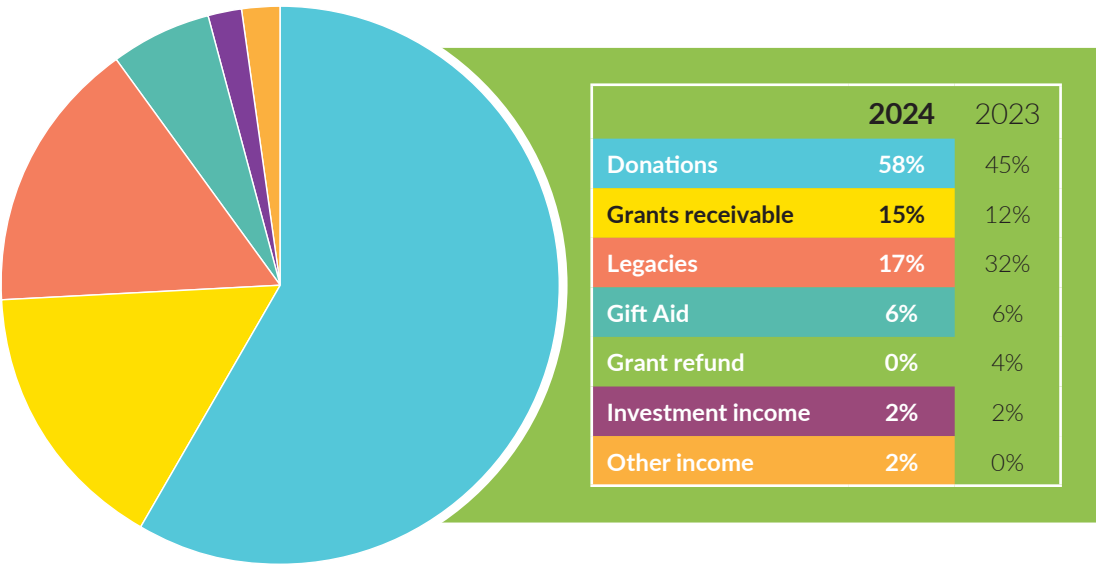 2024 2023
Donations 58% 45%
Grants receivable 15% 12%
Legacies 17% 32%
Gift Aid 6% 6%
Grant refund 0% 4%
Investment income 2% 2%
Other income 2% 0%